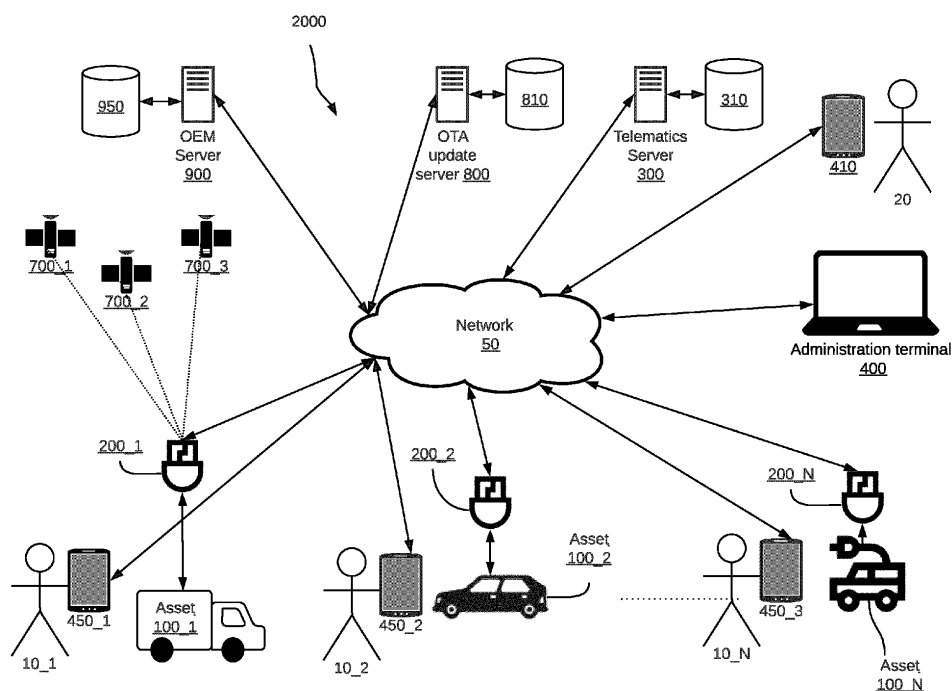 2000
950
OEM
Server
900
OTA
update
server 800
810
Telematics
Server
300
310
410
20
700_1
700_2
700_3
Network
50
Administration terminal
400
200_1
200_2
200_N
Asset
100_1
450_1
10_1
Asset
100_2
450_2
10_2
450_3
10_N
Asset
100_N